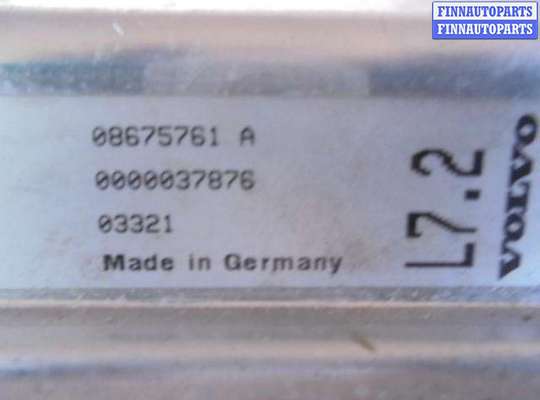 FINNAUTOPARTS
FINNAUTOPARTS
08675761 A
0000037876
03321
Made in Germany
L7.2
VOLVO